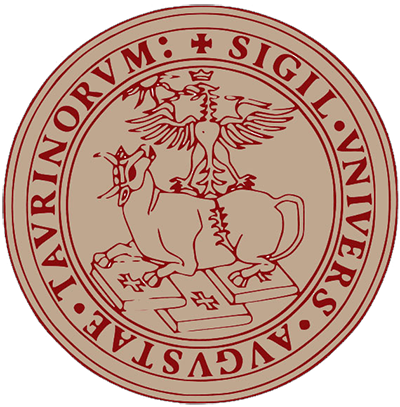 ✠ SIGIL · VNIVERS · AVGVSTAE · TAVRINORVM: